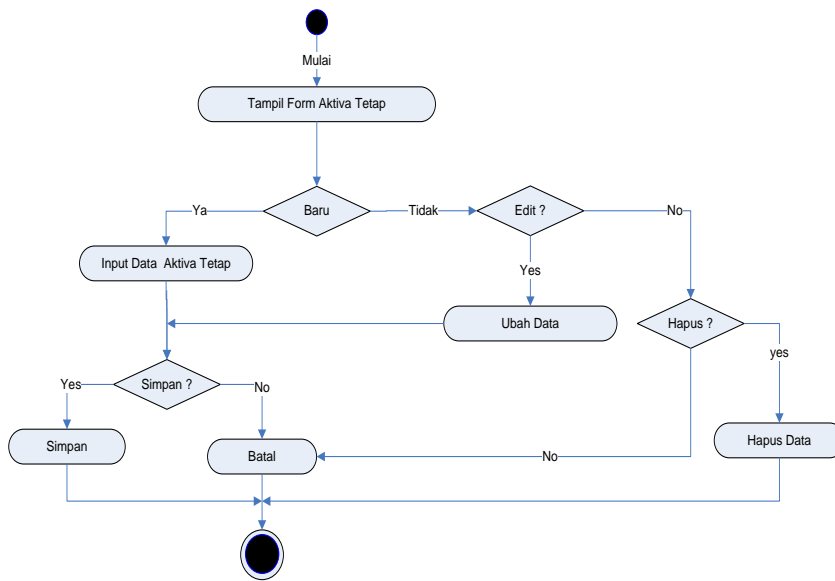 Mulai
Tampil Form Aktiva Tetap
Baru
Ya
Tidak
Edit ?
No
Input Data Aktiva Tetap
Yes
Ubah Data
Hapus ?
yes
Simpan ?
Yes
No
Simpan
Batal
No
Hapus Data